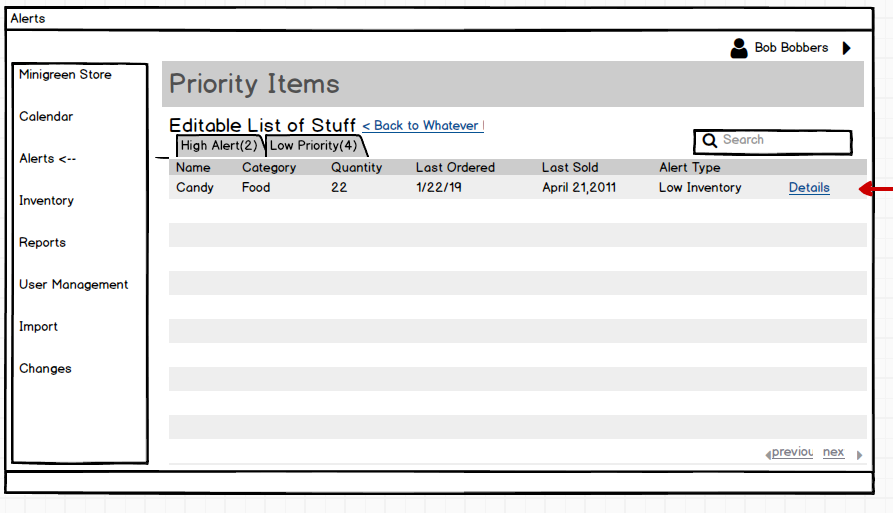 Alerts
Bob Bobbers
Minigreen Store
Calendar
Alerts <--
Inventory
Reports
User Management
Import
Changes
Priority Items
Editable List of Stuff < Back to Whatever
High Alert(2) Low Priority(4)
Search
Name Category Quantity Last Ordered Last Sold Alert Type
Candy Food 22 1/22/19 April 21,2011 Low Inventory Details
previou nex